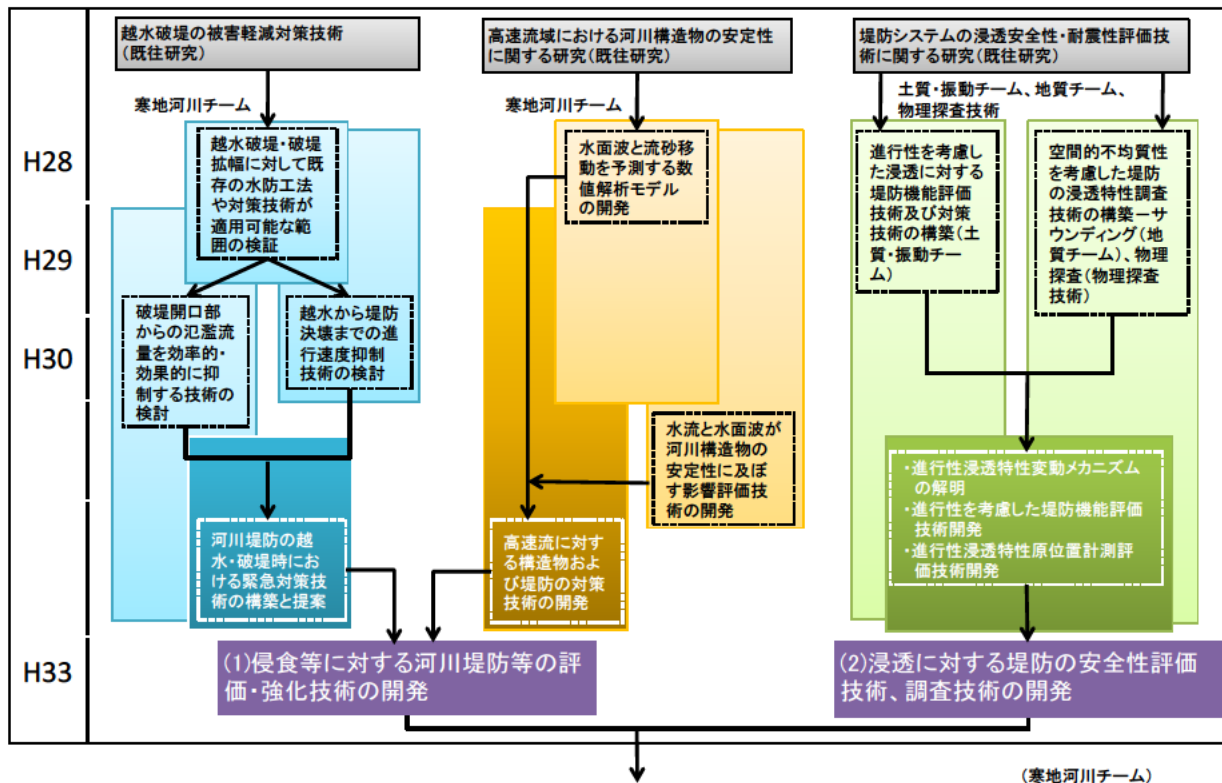 越水破堤の被害軽減対策技術
(既往研究)
高速流域における河川構造物の安定性
に関する研究(既往研究)
堤防システムの浸透安全性・耐震性評価技
術に関する研究(既往研究)
寒地河川チーム
寒地河川チーム
土質・振動チーム、地質チーム、
物理探査技術
H28
H29
H30
H33
越水破堤・破堤
拡幅に対して既
存の水防工法
や対策技術が
適用可能な範
囲の検証
破堤開口部
からの氾濫流
量を効率的・
効果的に抑
制する技術の
検討
越水から堤防
決壊までの進
行速度抑制
技術の検討
河川堤防の越
水・破堤時にお
ける緊急対策技
術の構築と提案
水面波と流砂移
動を予測する数
値解析モデル
の開発
水流と水面波が
河川構造物の
安定性に及ぼ
す影響評価技
術の開発
高速流に対す
る構造物およ
び堤防の対策
技術の開発
進行性を考慮し
た浸透に対する
堤防機能評価
技術及び対策
技術の構築(土
質・振動チー
ム)
空間的不均質性
を考慮した堤防
の浸透特性調査
技術の構築－サ
ウンディング(地
質チーム)、物理
探査(物理探査
技術)
・進行性浸透特性変動メカニズム
の解明
・進行性を考慮した堤防機能評価
技術開発
・進行性浸透特性原位置計測評
価技術開発
(1)侵食等に対する河川堤防等の評
価・強化技術の開発
(2)浸透に対する堤防の安全性評価
技術、調査技術の開発
(寒地河川チーム)